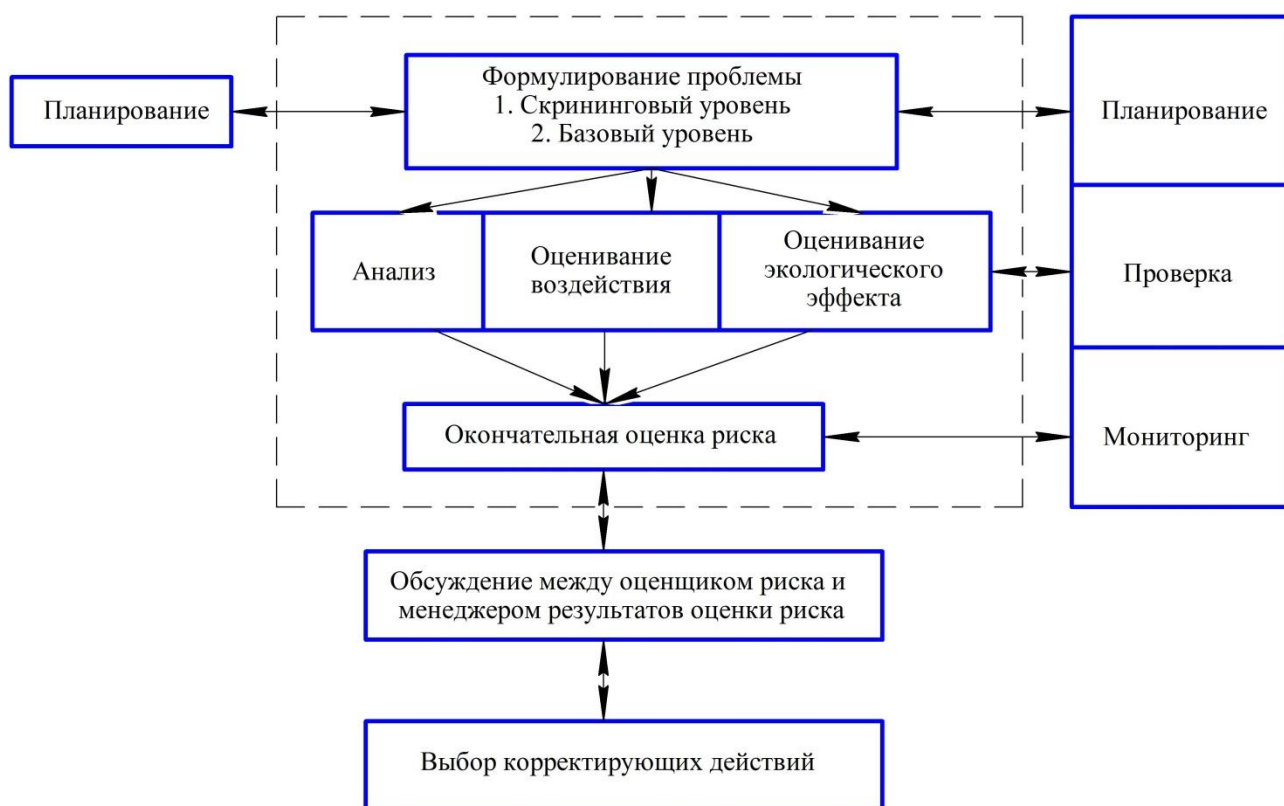 Планирование
Формулирование проблемы
1. Скрининговый уровень
2. Базовый уровень
Планирование
Анализ
Оценивание
воздействия
Оценивание
экологического
эффекта
Проверка
Окончательная оценка риска
Мониторинг
Обсуждение между оценщиком риска и
менеджером результатов оценки риска
Выбор корректирующих действий